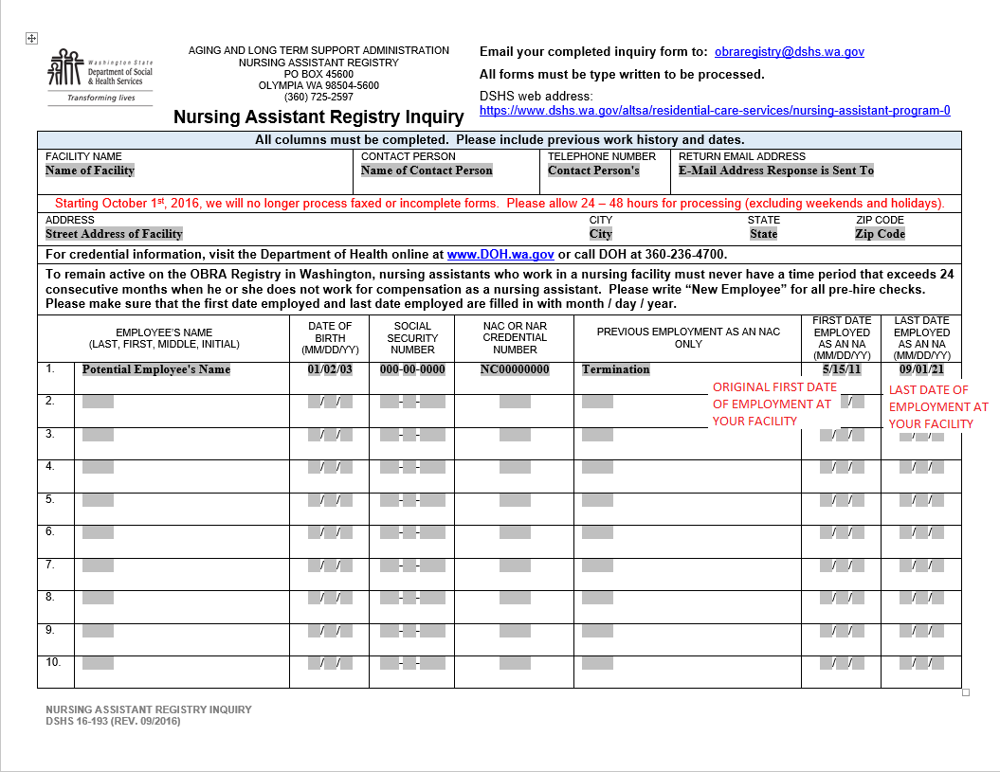 Washington State
Department of Social
& Health Services
Transforming lives
AGING AND LONG TERM SUPPORT ADMINISTRATION
NURSING ASSISTANT REGISTRY
PO BOX 45600
OLYMPIA WA 98504-5600
(360) 725-2597
Nursing Assistant Registry Inquiry
Email your completed inquiry form to: obraregistry@dshs.wa.gov
All forms must be type written to be processed.
DSHS web address:
https://www.dshs.wa.gov/altsa/residential-care-services/nursing-assistant-program-0
All columns must be completed. Please include previous work history and dates.
FACILITY NAME
Name of Facility
CONTACT PERSON
Name of Contact Person
TELEPHONE NUMBER
Contact Person's
RETURN EMAIL ADDRESS
E-Mail Address Response is Sent To
Starting October 1st, 2016, we will no longer process faxed or incomplete forms. Please allow 24 – 48 hours for processing (excluding weekends and holidays).
ADDRESS
Street Address of Facility
CITY
City
STATE
State
ZIP CODE
Zip Code
For credential information, visit the Department of Health online at www.DOH.wa.gov or call DOH at 360-236-4700.
To remain active on the OBRA Registry in Washington, nursing assistants who work in a nursing facility must never have a time period that exceeds 24
consecutive months when he or she does not work for compensation as a nursing assistant. Please write “New Employee” for all pre-hire checks.
Please make sure that the first date employed and last date employed are filled in with month / day / year.
EMPLOYEE'S NAME
(LAST, FIRST, MIDDLE, INITIAL)
DATE OF
BIRTH
(MM/DD/YY)
SOCIAL
SECURITY
NUMBER
NAC OR NAR
CREDENTIAL
NUMBER
PREVIOUS EMPLOYMENT AS AN NAC
ONLY
FIRST DATE
EMPLOYED
AS AN NA
(MM/DD/YY)
LAST DATE
EMPLOYED
AS AN NA
(MM/DD/YY)
1. Potential Employee's Name 01/02/03 000-00-0000 NC00000000 Termination 5/15/11 09/01/21
ORIGINAL FIRST DATE
OF EMPLOYMENT AT
YOUR FACILITY
LAST DATE OF
EMPLOYMENT AT
YOUR FACILITY
2. / / - - /
3. / / - - / / / /
4. / / - - / / / /
5. / / - - / / / /
6. / / - - / / / /
7. / / - - / / / /
8. / / - - / / / /
9. / / - - / / / /
10. / / - - / / / /
NURSING ASSISTANT REGISTRY INQUIRY
DSHS 16-193 (REV. 09/2016)